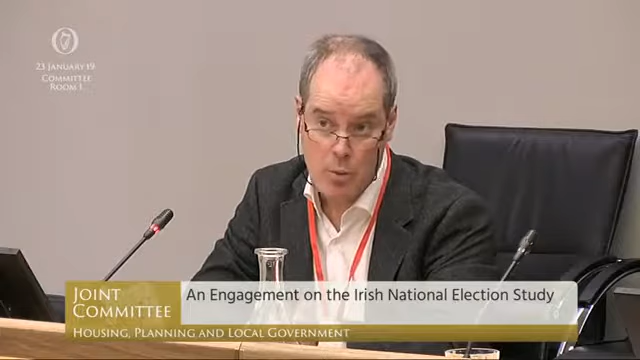 23 January 19
Committee
Room 1
Joint
Committee
An Engagement on the Irish National Election Study
Housing, Planning and Local Government